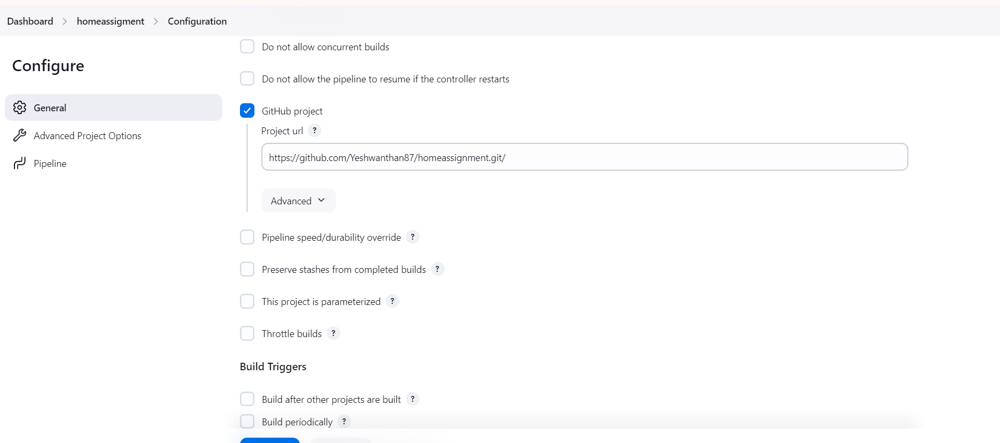 Dashboard > homeassigment > Configuration
Do not allow concurrent builds
Configure
Do not allow the pipeline to resume if the controller restarts
General
GitHub project
Project url ?
Advanced Project Options
https://github.com/Yeshwanthan87/homeassignment.git/
Pipeline
Advanced
Pipeline speed/durability override ?
Preserve stashes from completed builds ?
This project is parameterized ?
Throttle builds ?
Build Triggers
Build after other projects are built ?
Build periodically ?